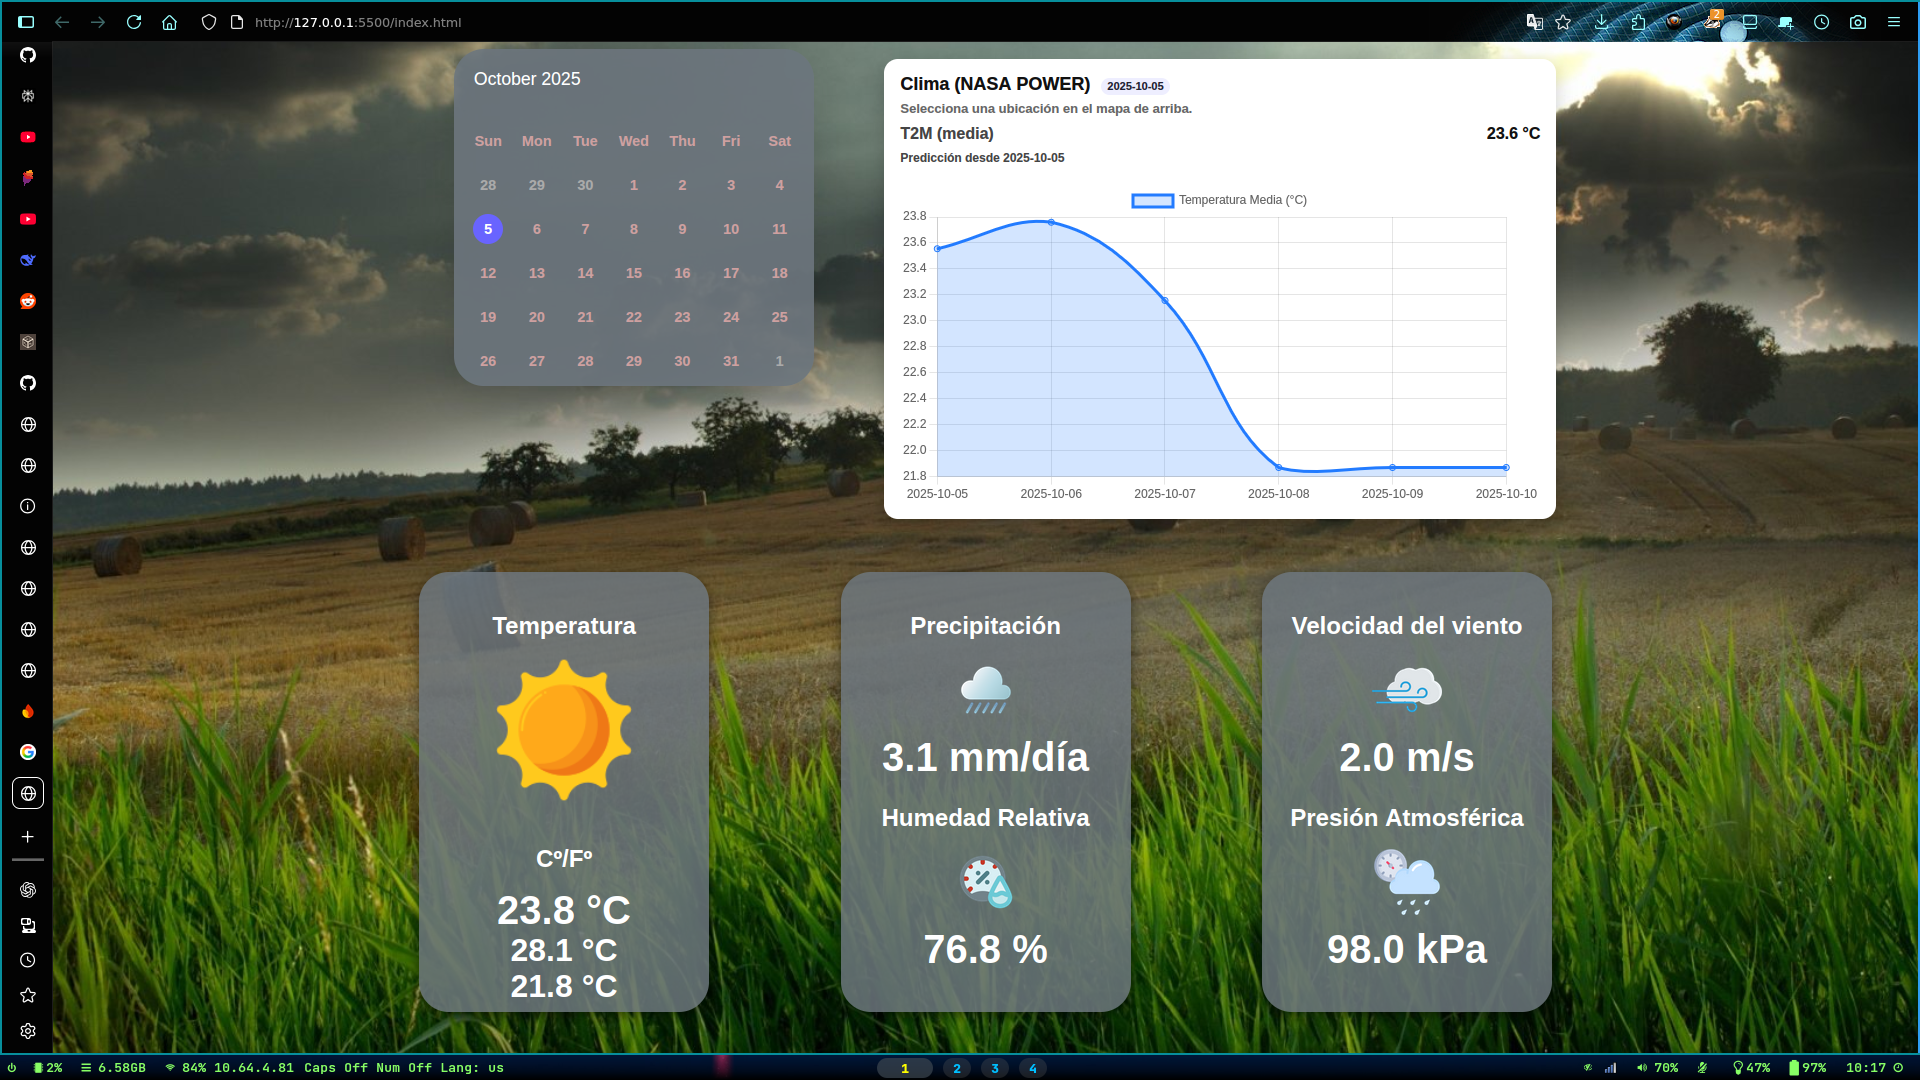 http://127.0.0.1:5500/index.html
2
October 2025
Sun Mon Tue Wed Thu Fri Sat
28 29 30 1 2 3 4
5 6 7 8 9 10 11
12 13 14 15 16 17 18
19 20 21 22 23 24 25
26 27 28 29 30 31 1
Clima (NASA POWER) 2025-10-05
Selecciona una ubicación en el mapa de arriba.
T2M (media) 23.6 °C
Predicción desde 2025-10-05
Temperatura Media (°C)
23.8
23.6
23.4
23.2
23.0
22.8
22.6
22.4
22.2
22.0
21.8
2025-10-05 2025-10-06 2025-10-07 2025-10-08 2025-10-09 2025-10-10
Temperatura
Cº/Fº
23.8 °C
28.1 °C
21.8 °C
Precipitación
3.1 mm/día
Humedad Relativa
76.8 %
Velocidad del viento
2.0 m/s
Presión Atmosférica
98.0 kPa
2% 6.58GB 84% 10.64.4.81 Caps Off Num Off Lang: us
1 2 3 4
70% 47% 97% 10:17